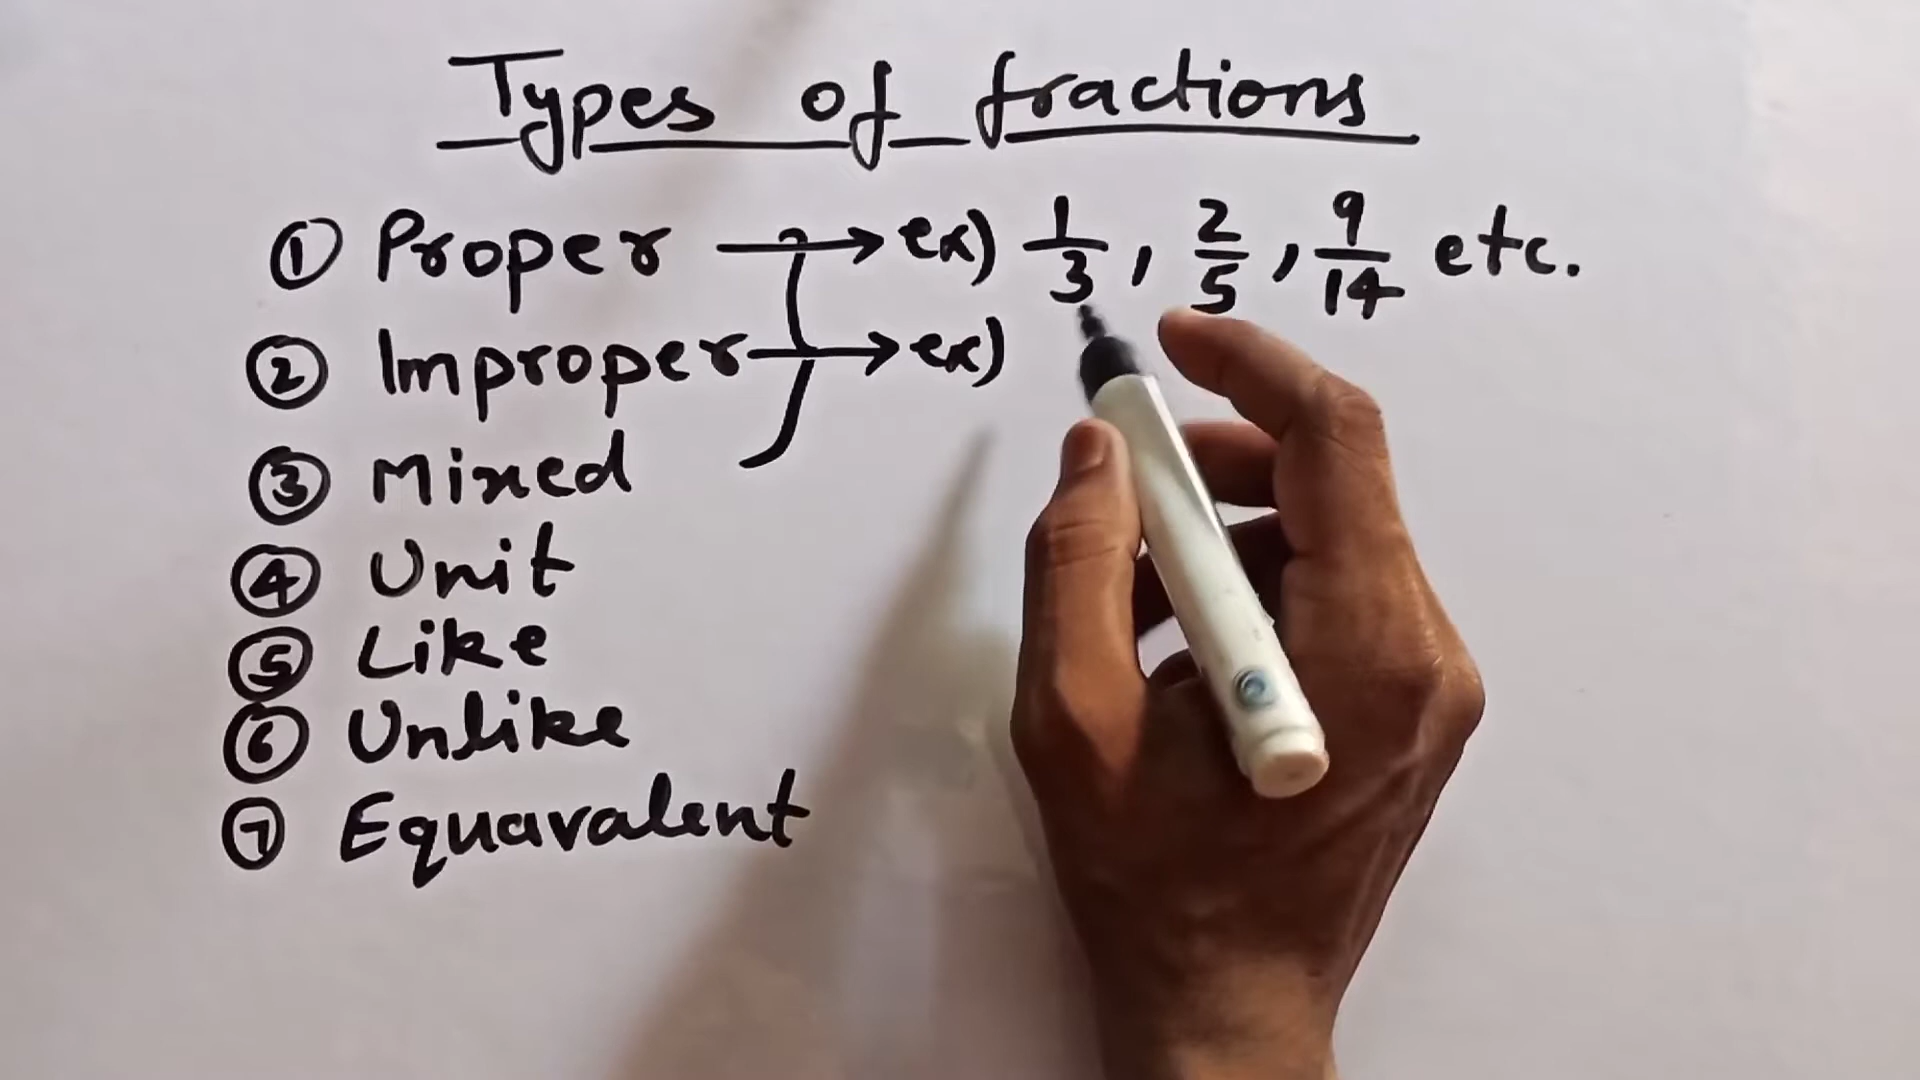 Types of fractions
① Proper → ex) 1/3, 2/5, 9/14 etc.
② Improper → ex)
③ Mixed
④ Unit
⑤ Like
⑥ Unlike
⑦ Equavalent